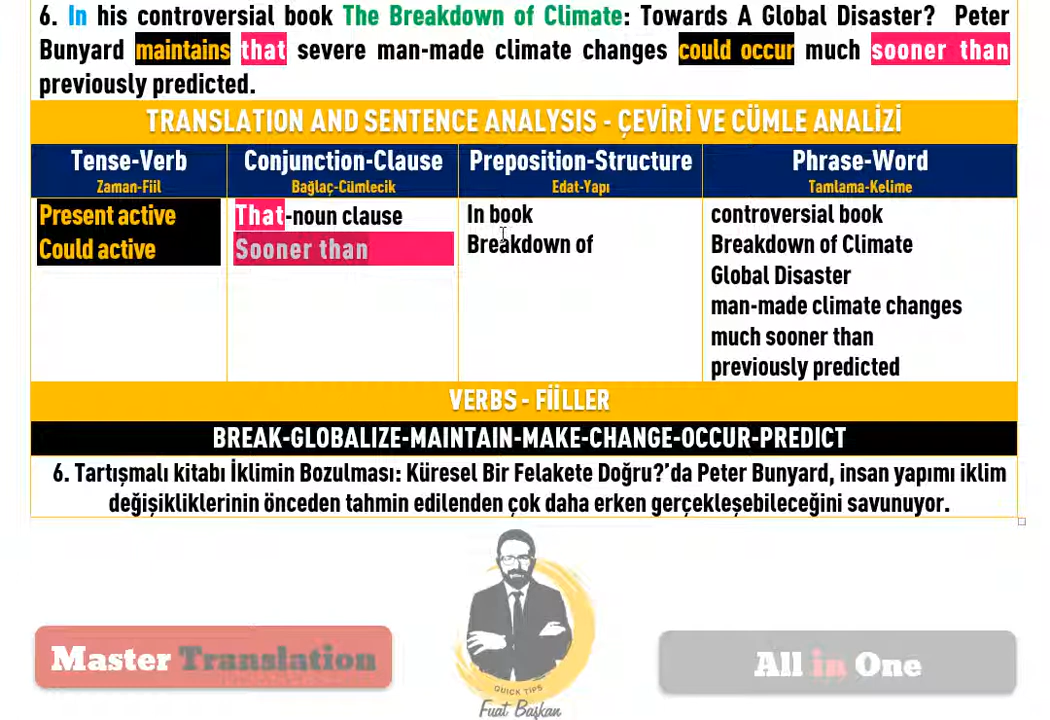 6. In his controversial book The Breakdown of Climate: Towards A Global Disaster? Peter
Bunyard maintains that severe man-made climate changes could occur much sooner than
previously predicted.
TRANSLATION AND SENTENCE ANALYSIS - ÇEVİRİ VE CÜMLE ANALİZİ
Tense-Verb Conjunction-Clause Preposition-Structure Phrase-Word
Zaman-Fiil Bağlaç-Cümlecik Edat-Yapı Tamlama-Kelime
Present active That-noun clause In book controversial book
Could active Sooner than Breakdown of Breakdown of Climate
Global Disaster
man-made climate changes
much sooner than
previously predicted
VERBS - FİİLLER
BREAK-GLOBALIZE-MAINTAIN-MAKE-CHANGE-OCCUR-PREDICT
6. Tartışmalı kitabı İklimin Bozulması: Küresel Bir Felakete Doğru?'da Peter Bunyard, insan yapımı iklim
değişikliklerinin önceden tahmin edilenden çok daha erken gerçekleşebileceğini savunuyor.
Master Translation
QUICK TIPS
Fuat Başkan
All in One